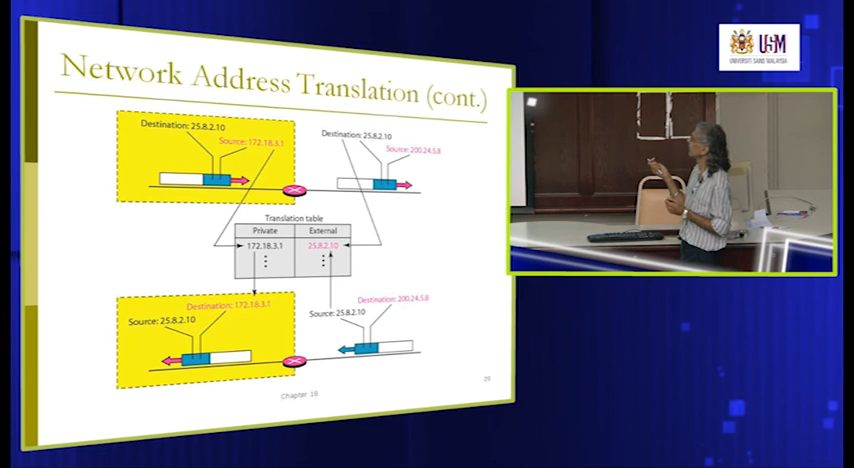 Network Address Translation (cont.)
Destination: 25.8.2.10
Source: 172.18.3.1
Destination: 25.8.2.10
Source: 200.24.5.8
Translation table
Private External
172.18.3.1 25.8.2.10
Destination: 172.18.3.1
Source: 25.8.2.10
Destination: 200.24.5.8
Source: 25.8.2.10
Chapter 19
29
USM
UNIVERSITI SAINS MALAYSIA